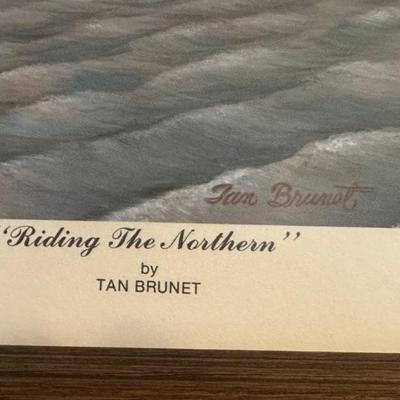 Tan Brunet
"Riding The Northern"
by
TAN BRUNET